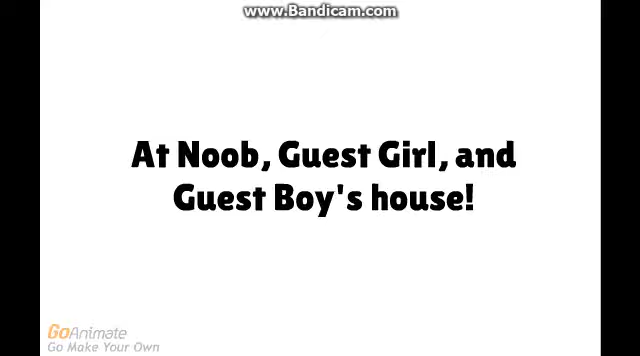 www.Bandicam.com
At Noob, Guest Girl, and
Guest Boy's house!
GoAnimate
Go Make Your Own